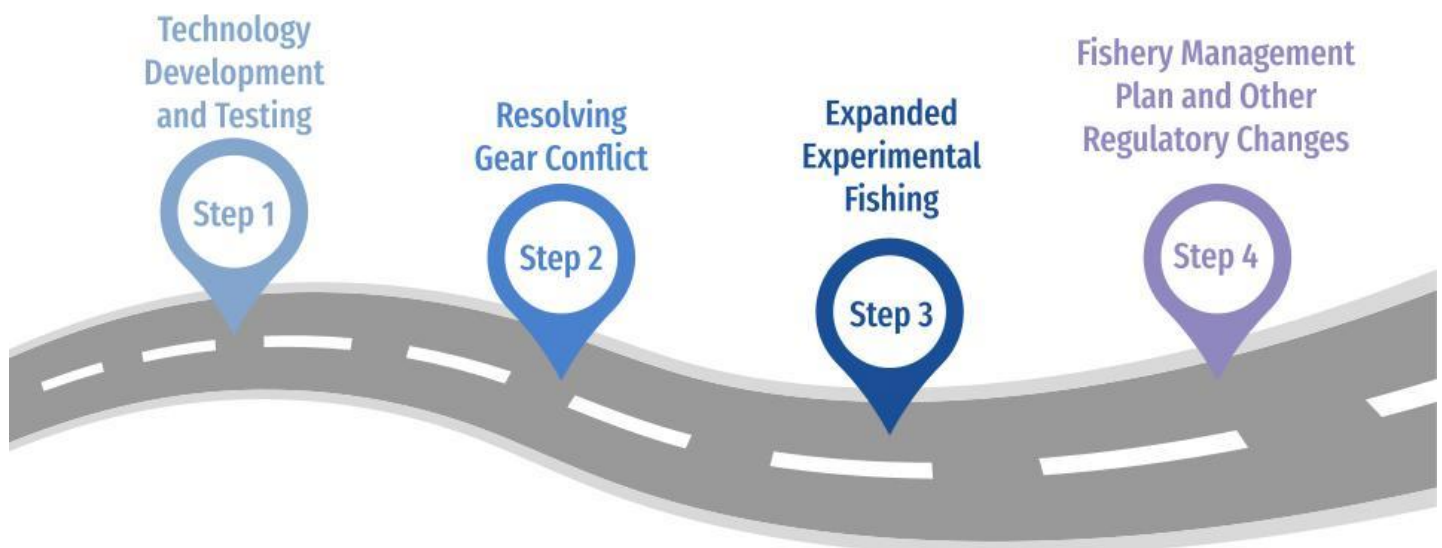 Technology
Development
and Testing
Step 1
Resolving
Gear Conflict
Step 2
Expanded
Experimental
Fishing
Step 3
Fishery Management
Plan and Other
Regulatory Changes
Step 4